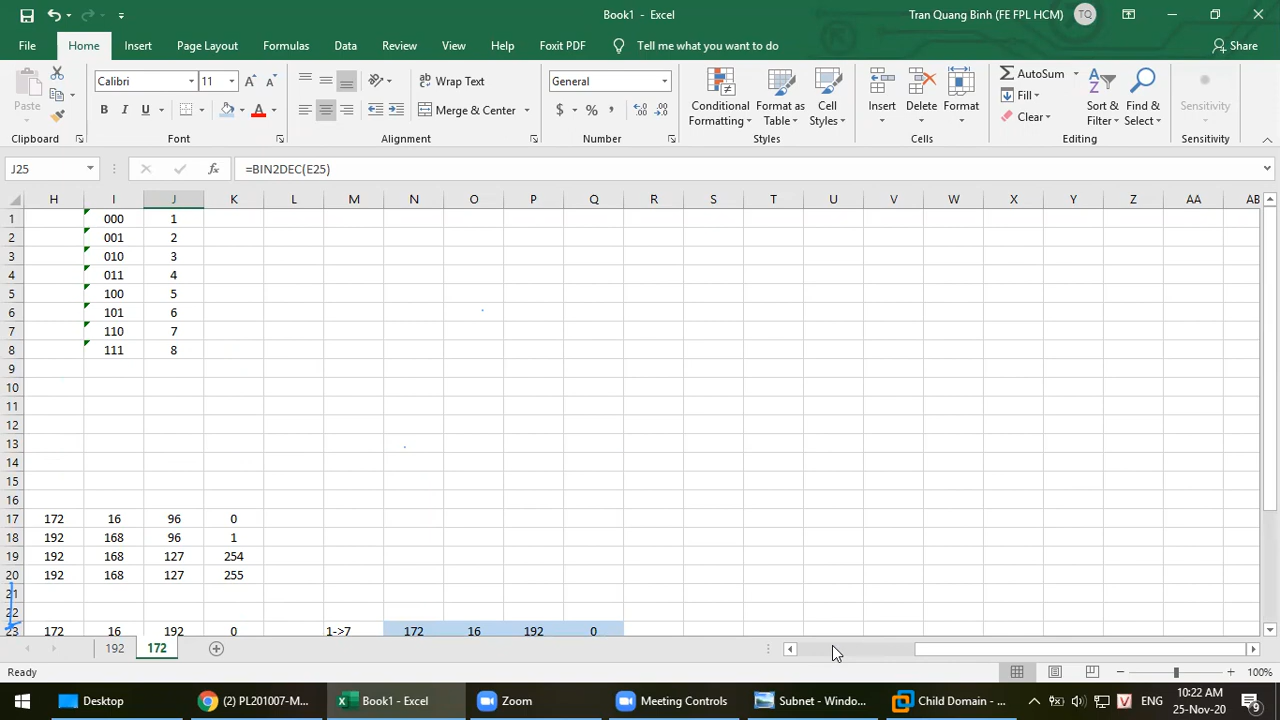 Book1 - Excel
Tran Quang Binh (FE FPL HCM) TQ
File Home Insert Page Layout Formulas Data Review View Help Foxit PDF Tell me what you want to do Share
Paste Calibri 11 Wrap Text General Conditional Formatting Format as Table Cell Styles Insert Delete Format AutoSum Fill Clear Sort & Filter Find & Select Sensitivity
B I U A Merge & Center $ % ,
Clipboard Font Alignment Number Styles Cells Editing Sensitivity
J25 fx =BIN2DEC(E25)
H I J K L M N O P Q R S T U V W X Y Z AA AB
1 000 1
2 001 2
3 010 3
4 011 4
5 100 5
6 101 6
7 110 7
8 111 8
9
10
11
12
13
14
15
16
17 172 16 96 0
18 192 168 96 1
19 192 168 127 254
20 192 168 127 255
21
22
23 172 16 192 0 1->7 172 16 192 0
192 172
Ready 100%
Desktop (2) PL201007-M... Book1 - Excel Zoom Meeting Controls Subnet - Windo... Child Domain - ... V ENG 10:22 AM 25-Nov-20 9